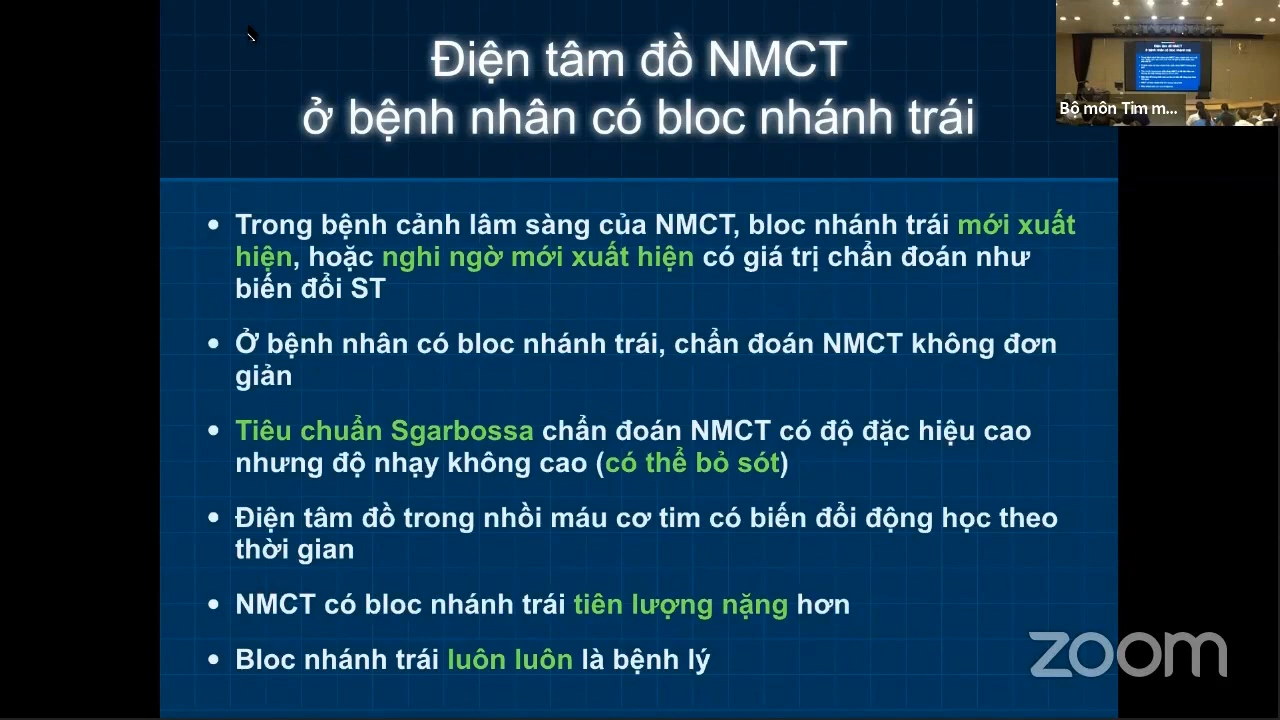 Điện tâm đồ NMCT
ở bệnh nhân có bloc nhánh trái
Bộ môn Tim m...
• Trong bệnh cảnh lâm sàng của NMCT, bloc nhánh trái mới xuất
hiện, hoặc nghi ngờ mới xuất hiện có giá trị chẩn đoán như
biến đổi ST
• Ở bệnh nhân có bloc nhánh trái, chẩn đoán NMCT không đơn
giản
• Tiêu chuẩn Sgarbossa chẩn đoán NMCT có độ đặc hiệu cao
nhưng độ nhạy không cao (có thể bỏ sót)
• Điện tâm đồ trong nhồi máu cơ tim có biến đổi động học theo
thời gian
• NMCT có bloc nhánh trái tiên lượng nặng hơn
• Bloc nhánh trái luôn luôn là bệnh lý
zoom